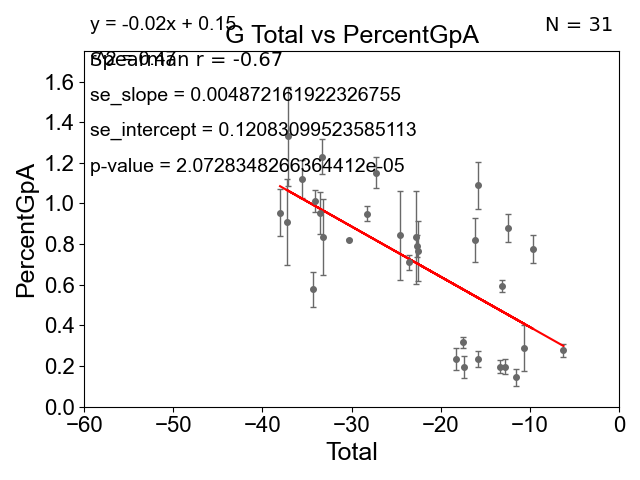 y = -0.02x + 0.15
N = 31
G Total vs PercentGpA
Spearman r = -0.67
se_slope = 0.004872161922326755
se_intercept = 0.12083099523585113
p-value = 2.0728348266364412e-05
PercentGpA
1.6
1.4
1.2
1.0
0.8
0.6
0.4
0.2
0.0
−60
−50
−40
−30
−20
−10
0
Total